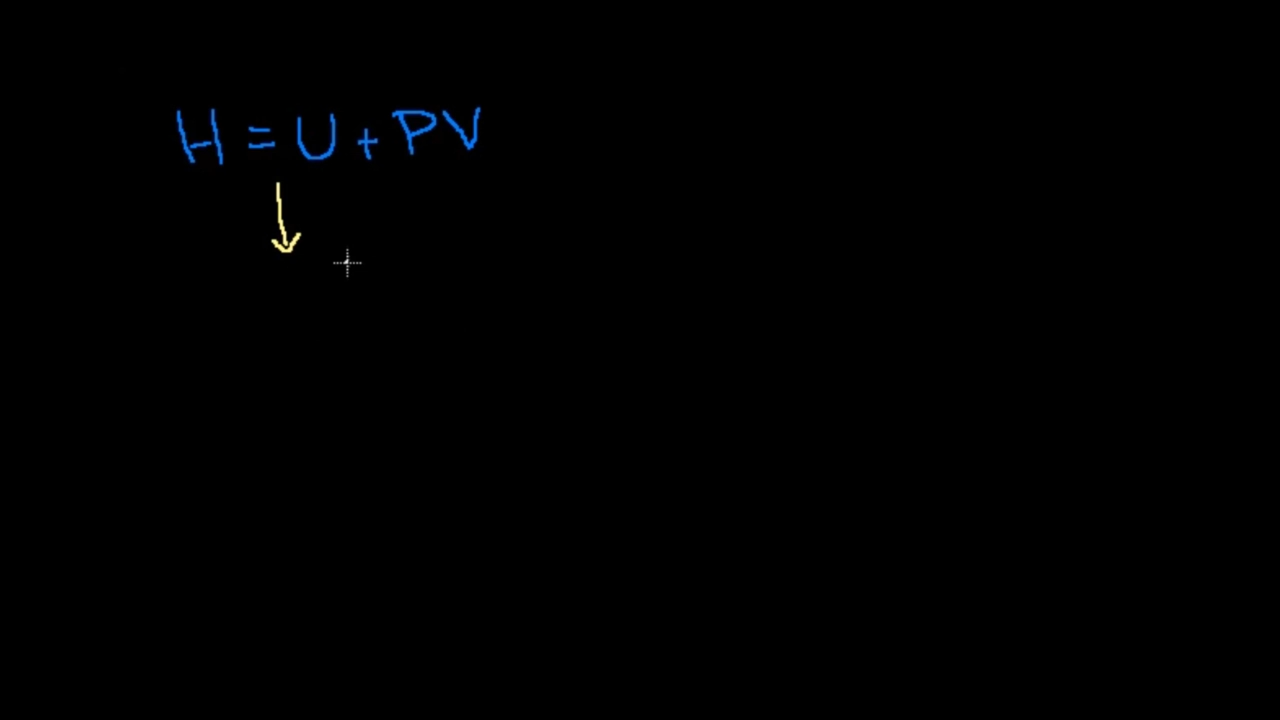 H = U + PV